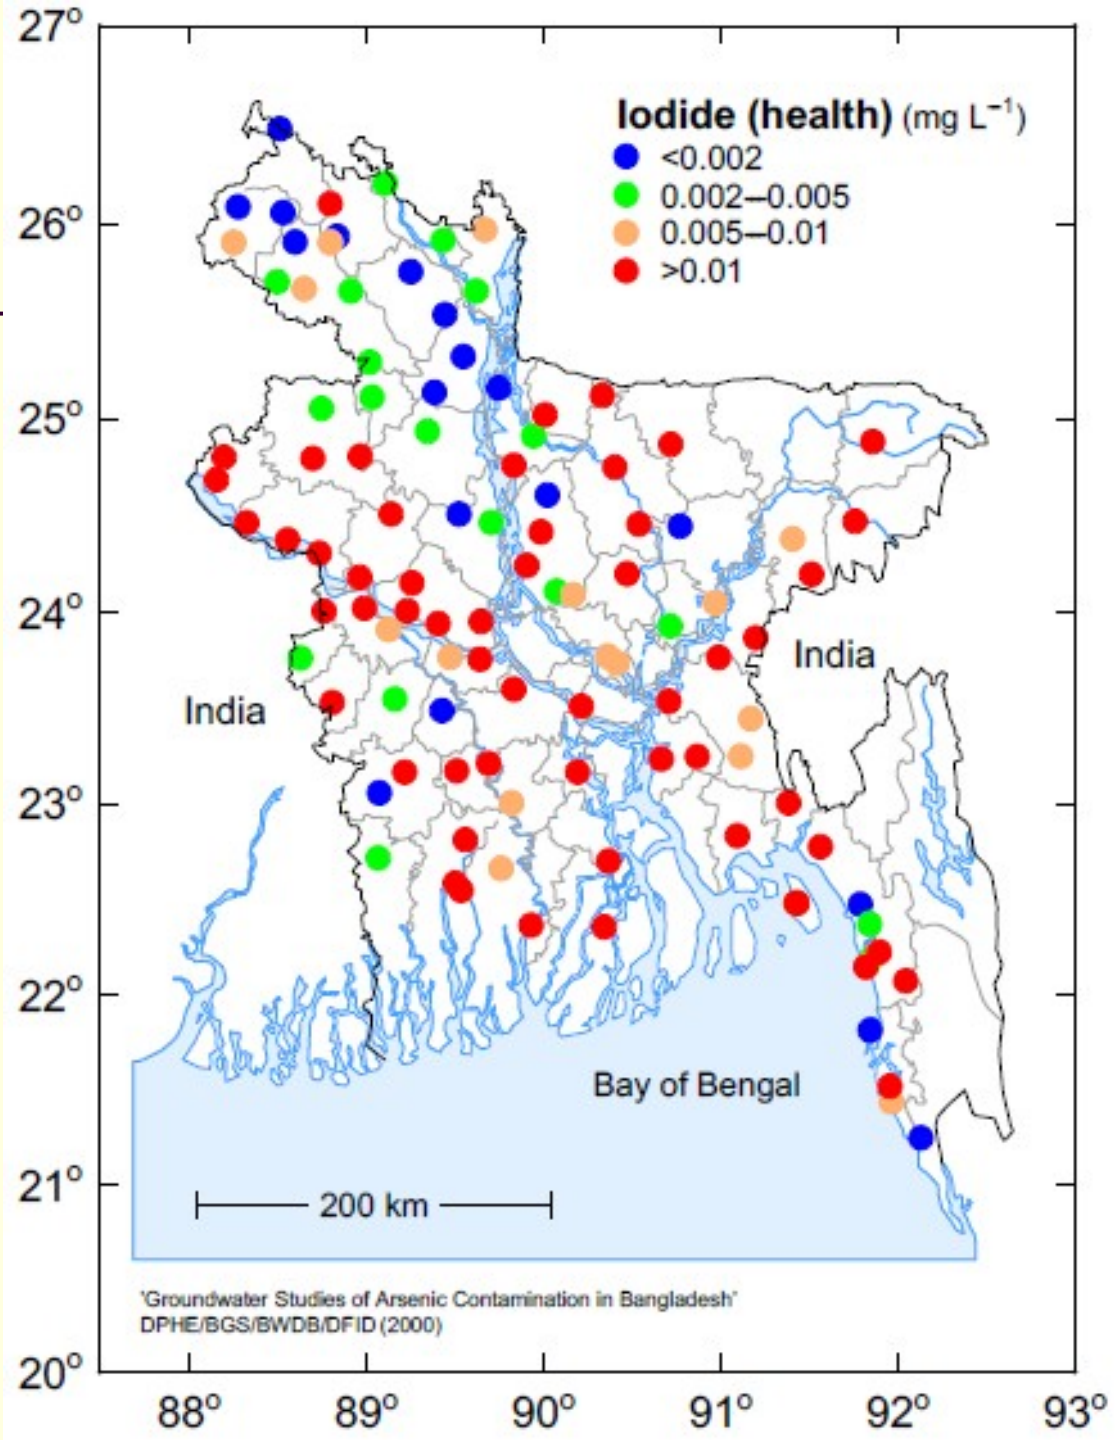 27°
Iodide (health) (mg L⁻¹)
<0.002
0.002–0.005
26°
0.005–0.01
>0.01
25°
24°
India
India
23°
22°
Bay of Bengal
21°
200 km
'Groundwater Studies of Arsenic Contamination in Bangladesh'
DPHE/BGS/BWDB/DFID (2000)
20°
88° 89° 90° 91° 92° 93°